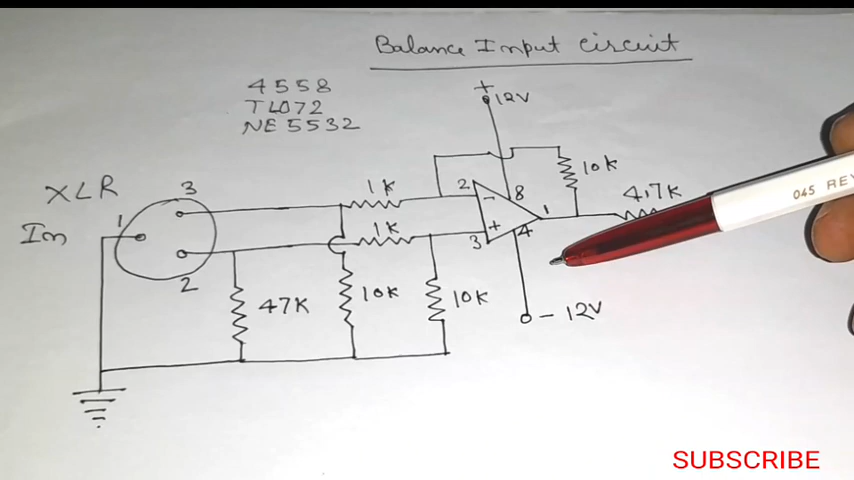 Balance Input circuit
4558
TL072
NE5532
+
12V
XLR
In
3
1
2
1K
1K
10K
2
8
-
+
1
3
4
4.7K
47K
10K
10K
- 12V
045 REY
SUBSCRIBE